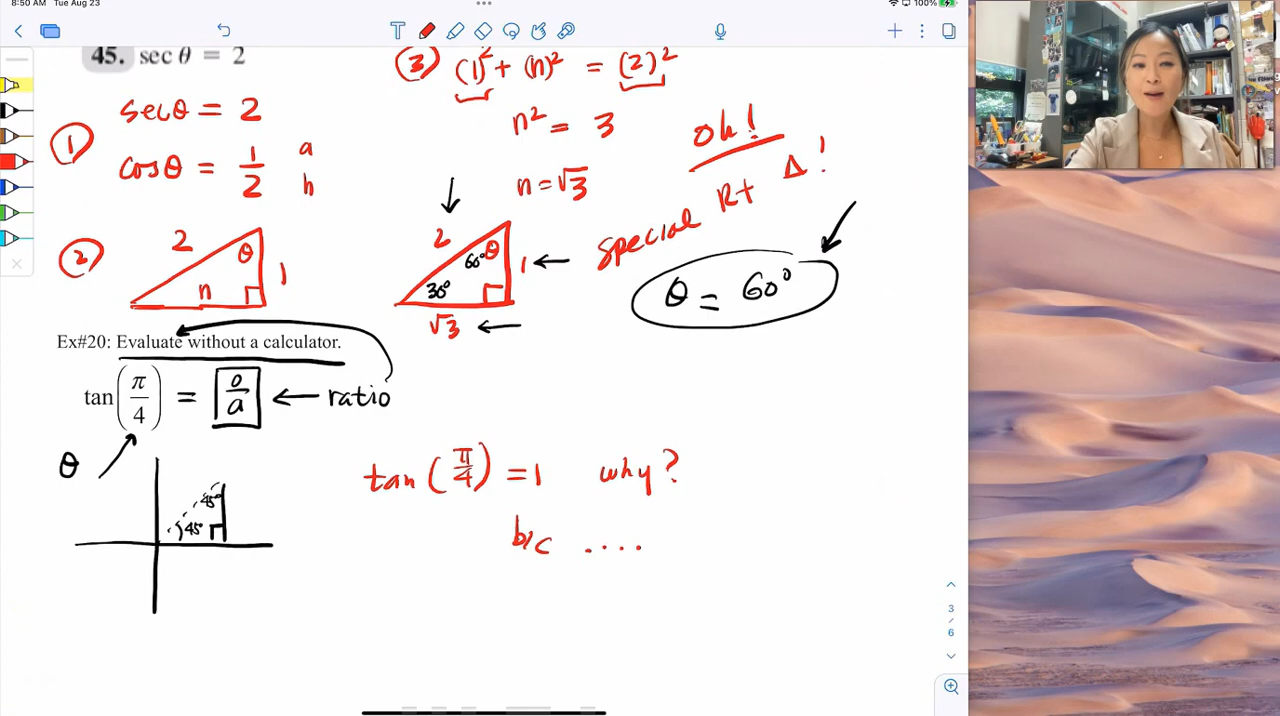 8:50 AM Tue Aug 23
100%
45. sec θ = 2
① secθ = 2
cosθ = 1/2 a h
② 2 θ n 1
③ (1)² + (n)² = (2)²
n² = 3
n = √3
oh!
special Rt Δ!
2 60° θ 30° 1 √3
θ = 60°
Ex#20: Evaluate without a calculator.
tan(π/4) = o/a ← ratio
θ
45° 45°
tan(π/4) = 1 why?
b/c ....
3
/
6